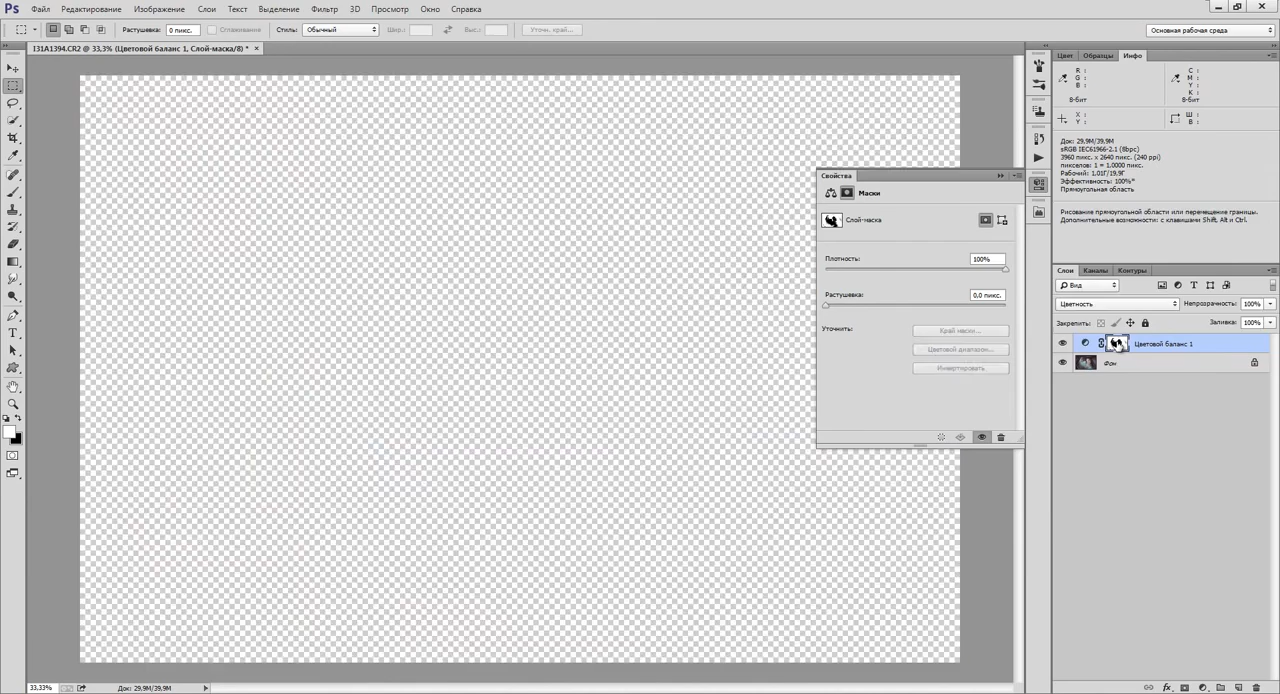 Ps Файл Редактирование Изображение Слои Текст Выделение Фильтр 3D Просмотр Окно Справка
Растушевка: 0 пикс. Сглаживание Стиль: Обычный Шир.: Выс.: Уточн. край... Основная рабочая среда
I31A1394.CR2 @ 33,3% (Цветовой баланс 1, Слой-маска/8) * ×
Цвет Образцы Инфо
R : C :
G : M :
B : Y :
K :
8-бит 8-бит
X : Ш :
Y : В :
Док: 29,9M/39,9M
sRGB IEC61966-2.1 (8bpc)
3960 пикс. x 2640 пикс. (240 ppi)
пикселов: 1 = 1.0000 пикс.
Рабочий: 1,01Г/19,9Г
Эффективность: 100%*
Прямоугольная область
Рисование прямоугольной области или перемещение границы.
Дополнительные возможности: с клавишами Shift, Alt и Ctrl.
Свойства
Маски
Слой-маска
Плотность: 100%
Растушевка: 0,0 пикс.
Уточнить: Край маски...
Цветовой диапазон...
Инвертировать
Слои Каналы Контуры
Вид
Цветность Непрозрачность: 100%
Закрепить: Заливка: 100%
Цветовой баланс 1
Фон
33,33% Док: 29,9M/39,9M